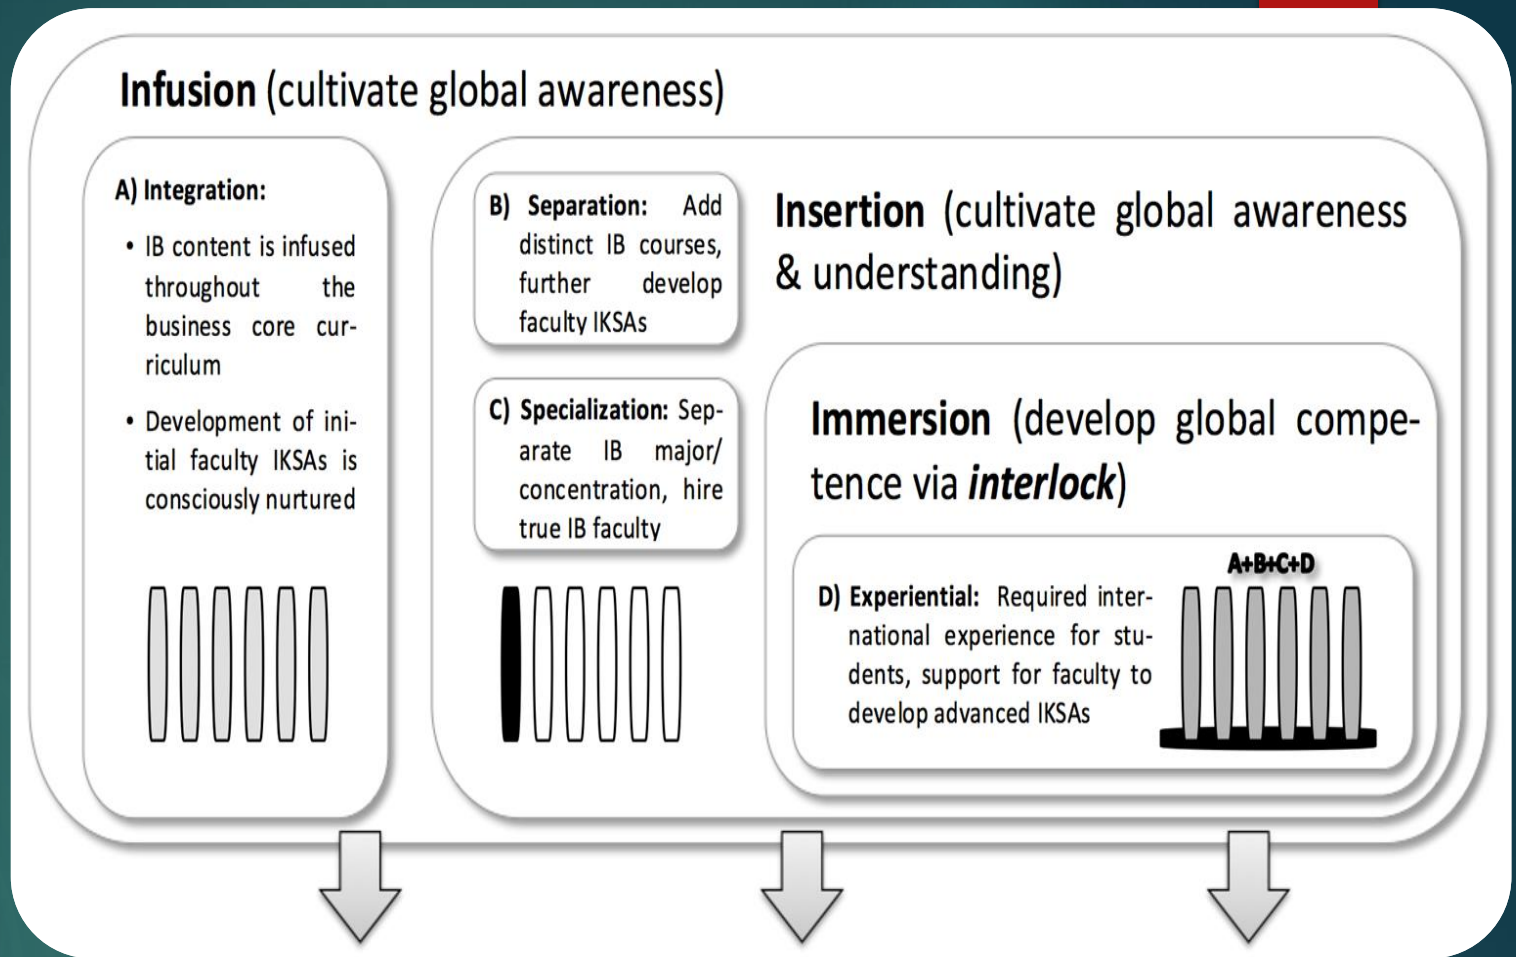 Infusion (cultivate global awareness)
A) Integration:
• IB content is infused
throughout the
business core cur-
riculum
• Development of ini-
tial faculty IKSAs is
consciously nurtured
B) Separation: Add
distinct IB courses,
further develop
faculty IKSAs
C) Specialization: Sep-
arate IB major/
concentration, hire
true IB faculty
Insertion (cultivate global awareness
& understanding)
Immersion (develop global compe-
tence via interlock)
D) Experiential: Required inter-
national experience for stu-
dents, support for faculty to
develop advanced IKSAs
A+B+C+D